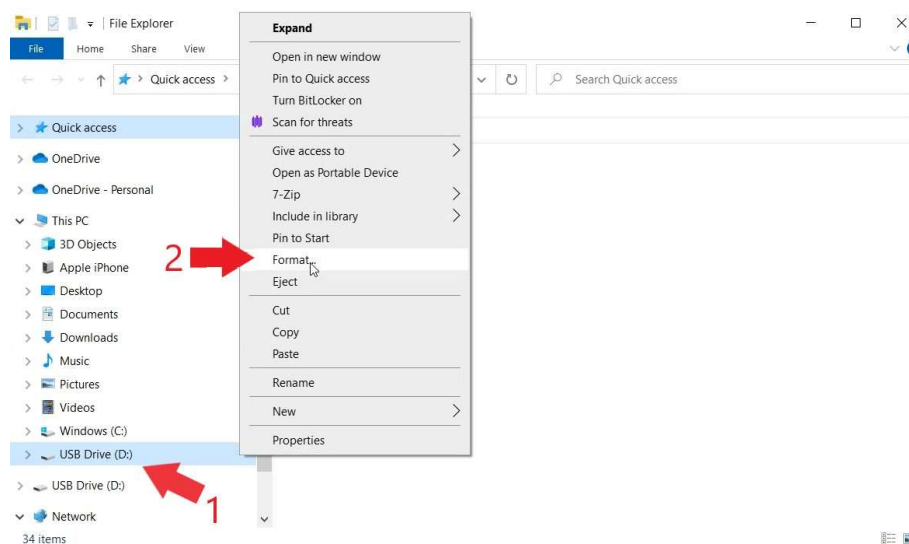 File Explorer
File Home Share View
Quick access
Search Quick access
Quick access
OneDrive
OneDrive - Personal
This PC
3D Objects
Apple iPhone
Desktop
Documents
Downloads
Music
Pictures
Videos
Windows (C:)
USB Drive (D:)
USB Drive (D:)
Network
34 items
Expand
Open in new window
Pin to Quick access
Turn BitLocker on
Scan for threats
Give access to
Open as Portable Device
7-Zip
Include in library
Pin to Start
Format...
Eject
Cut
Copy
Paste
Rename
New
Properties
2
1